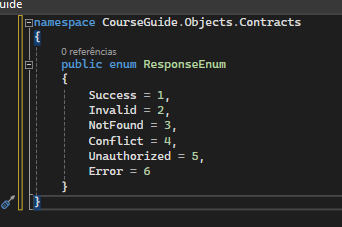 uide
namespace CourseGuide.Objects.Contracts
{
0 referências
public enum ResponseEnum
{
Success = 1,
Invalid = 2,
NotFound = 3,
Conflict = 4,
Unauthorized = 5,
Error = 6
}
}